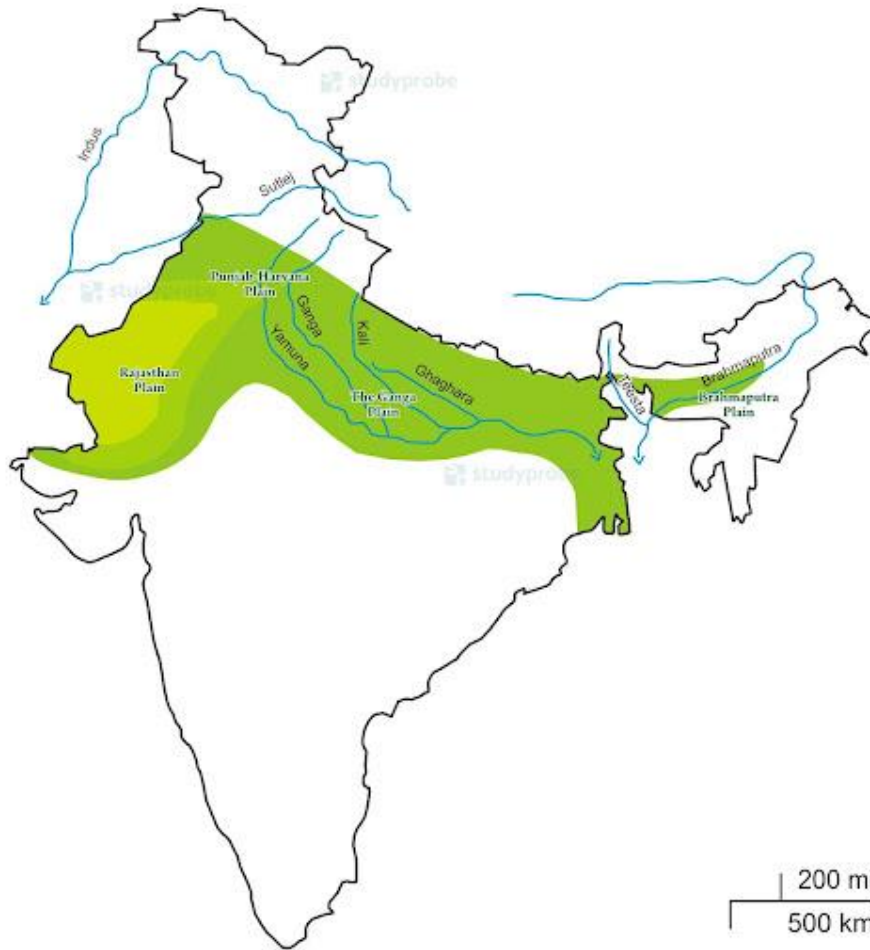 studyprobe
Indus
Sutlej
Punjab-Haryana
Plain
studyprobe
Ganga
Kali
Yamuna
Rajasthan
Plain
Ghaghara
The Ganga
Plain
Teesta
Brahmaputra
Brahmaputra
Plain
studyprobe
200 m
500 km